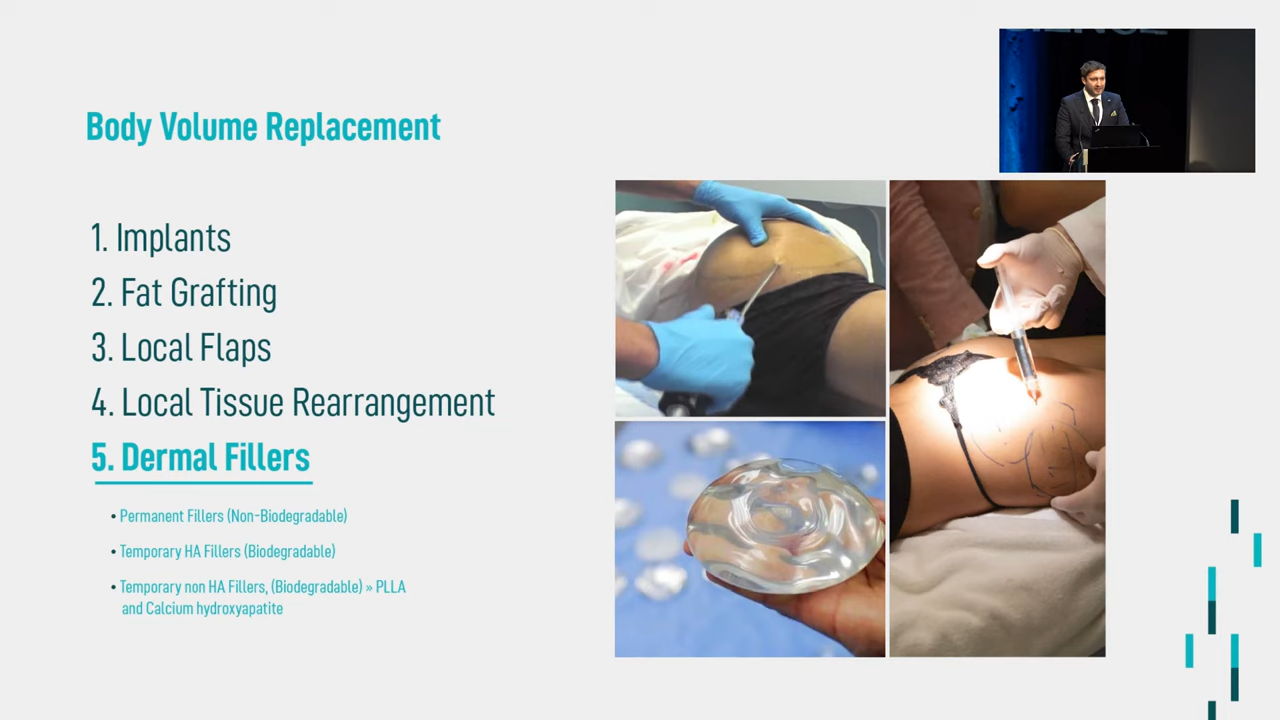 Body Volume Replacement
1. Implants
2. Fat Grafting
3. Local Flaps
4. Local Tissue Rearrangement
5. Dermal Fillers
• Permanent Fillers (Non-Biodegradable)
• Temporary HA Fillers (Biodegradable)
• Temporary non HA Fillers, (Biodegradable) » PLLA
and Calcium hydroxyapatite